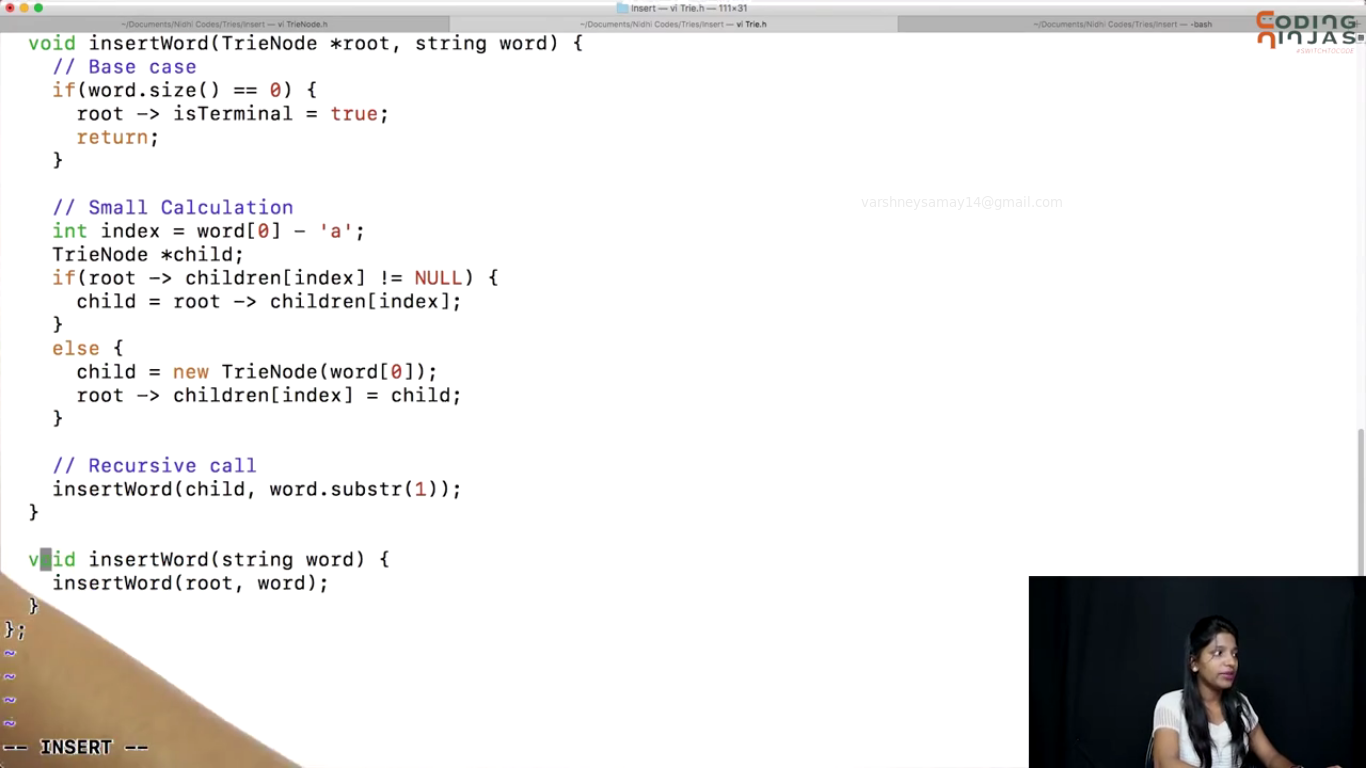 Insert — vi Trie.h — 111×31
~/Documents/Nidhi Codes/Tries/Insert — vi TrieNode.h
~/Documents/Nidhi Codes/Tries/Insert — vi Trie.h
~/Documents/Nidhi Codes/Tries/Insert — -bash
CODING
NINJAS
#SWITCHTOCODE
void insertWord(TrieNode *root, string word) {
// Base case
if(word.size() == 0) {
root -> isTerminal = true;
return;
}
// Small Calculation
varshneysamay14@gmail.com
int index = word[0] - 'a';
TrieNode *child;
if(root -> children[index] != NULL) {
child = root -> children[index];
}
else {
child = new TrieNode(word[0]);
root -> children[index] = child;
}
// Recursive call
insertWord(child, word.substr(1));
}
void insertWord(string word) {
insertWord(root, word);
}
};
~
~
~
~
-- INSERT --